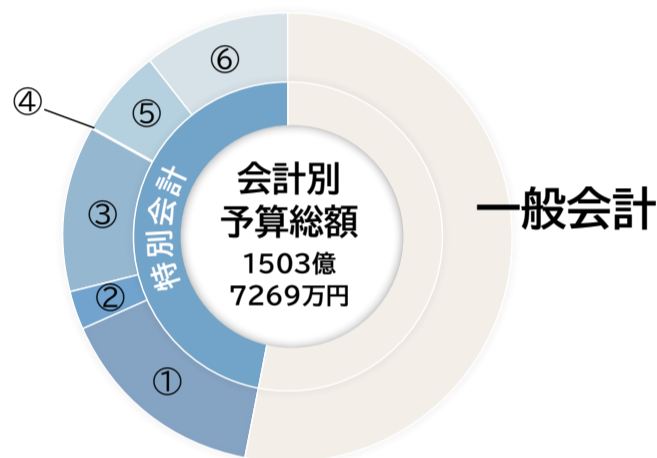 ⑥
⑤
④
③
②
①
特別会計
会計別
予算総額
1503億
7269万円
一般会計